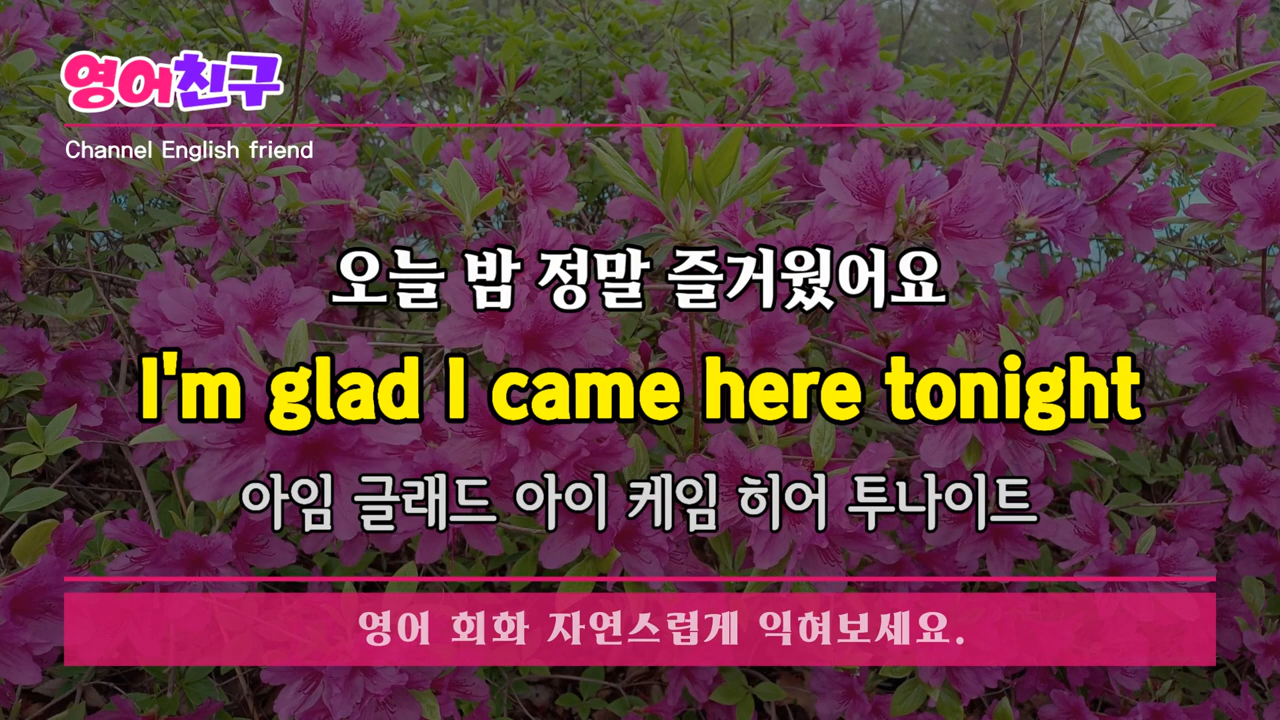 영어친구
Channel English friend
오늘 밤 정말 즐거웠어요
I'm glad I came here tonight
아임 글래드 아이 케임 히어 투나이트
영어 회화 자연스럽게 익혀보세요.